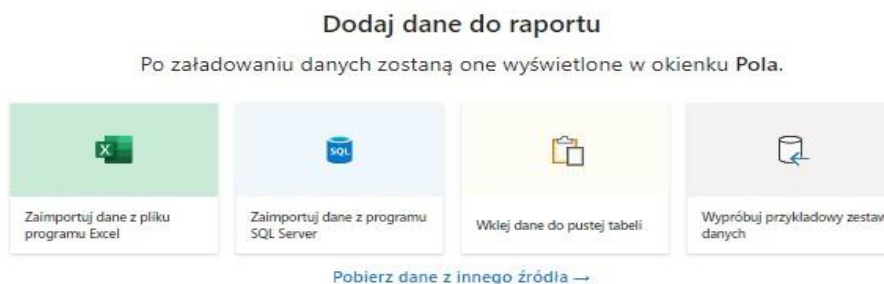 Dodaj dane do raportu
Po załadowaniu danych zostaną one wyświetlone w okienku Pola.
X
SQL
Zaimportuj dane z pliku
programu Excel
Zaimportuj dane z programu
SQL Server
Wklej dane do pustej tabeli
Wypróbuj przykładowy zestaw
danych
Pobierz dane z innego źródła →